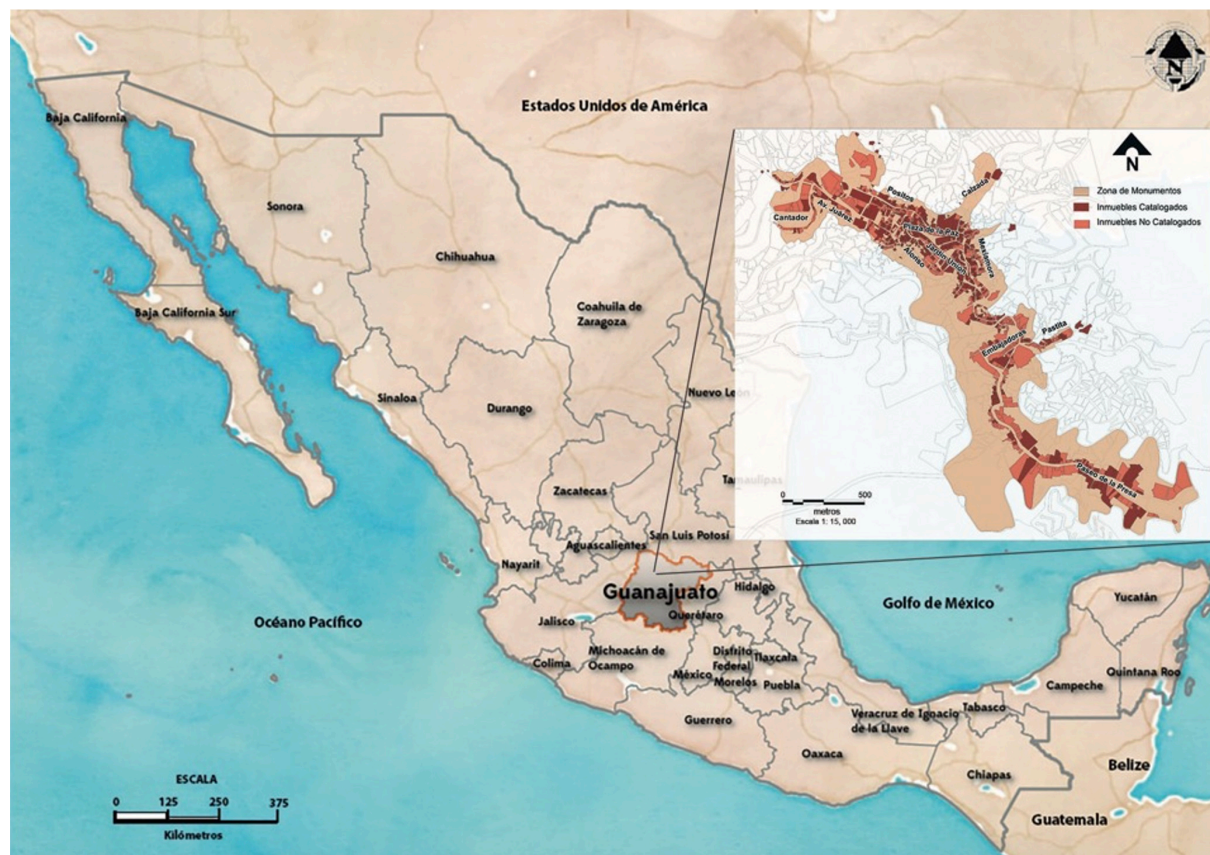 N
Estados Unidos de América
Baja California
Sonora
Chihuahua
Coahuila de
Zaragoza
Baja California Sur
Sinaloa
Durango
Nuevo León
Zacatecas
Tamaulipas
San Luis Potosí
Aguascalientes
Nayarit
Guanajuato
Hidalgo
Querétaro
Jalisco
Océano Pacífico
Golfo de México
Michoacán de
Ocampo
Colima
Disfrito
Federal
Tlaxcala
México
Morelos
Puebla
Guerrero
Veracruz de Ignacio
de la Llave
Tabasco
Oaxaca
Chiapas
Campeche
Yucatán
Quintana Roo
Belize
Guatemala
ESCALA
0 125 250 375
Kilómetros
N
Zona de Monumentos
Inmuebles Catalogados
Inmuebles No Catalogados
Positos
Calzada
Cantador
Av. Juárez
Plaza de la Paz
Jardín Unión
Alonso
Embajadoras
Pastita
Paseo de la Presa
0 500
metros
Escala 1: 15, 000